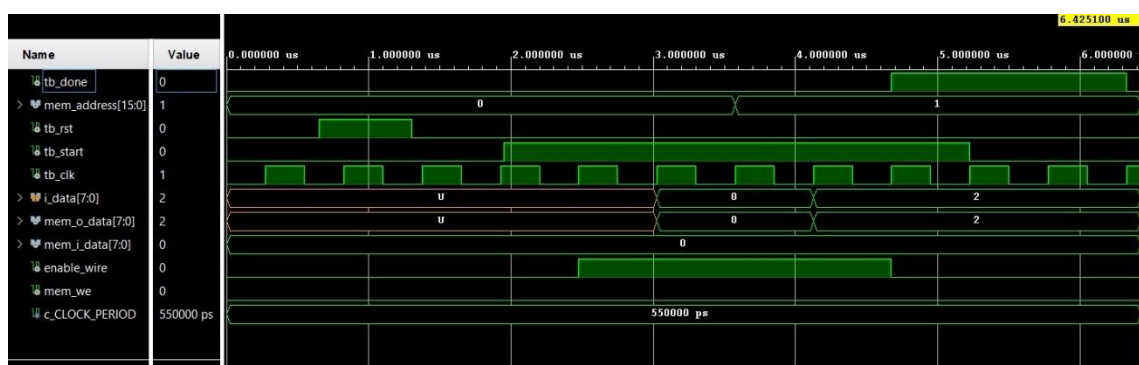 6.425100 us
Name Value 0.000000 us 1.000000 us 2.000000 us 3.000000 us 4.000000 us 5.000000 us 6.000000
tb_done 0
mem_address[15:0] 1 0 1
tb_rst 0
tb_start 0
tb_clk 1
i_data[7:0] 2 U 0 2
mem_o_data[7:0] 2 U 0 2
mem_i_data[7:0] 0 0
enable_wire 0
mem_we 0
c_CLOCK_PERIOD 550000 ps 550000 ps